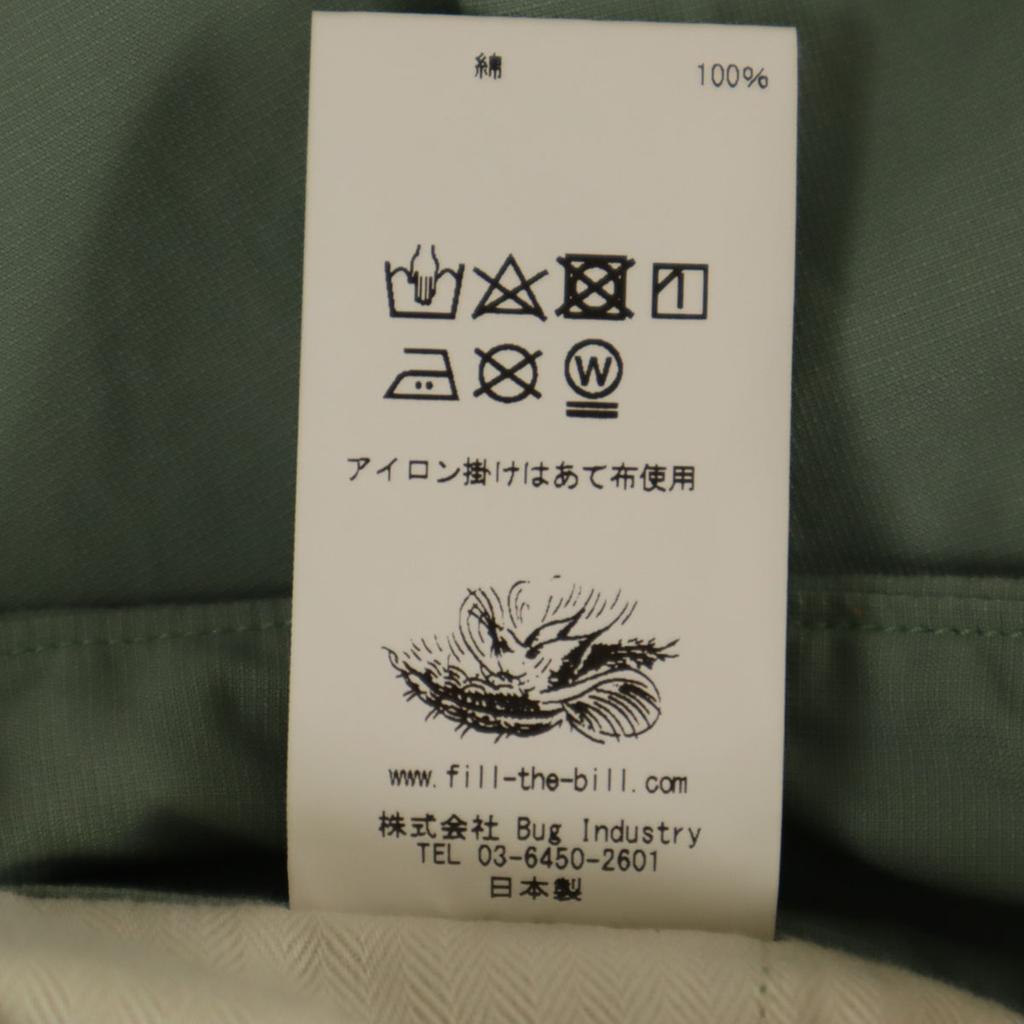 綿 100%
W
アイロン掛けはあて布使用
www.fill-the-bill.com
株式会社 Bug Industry
TEL 03-6450-2601
日本製